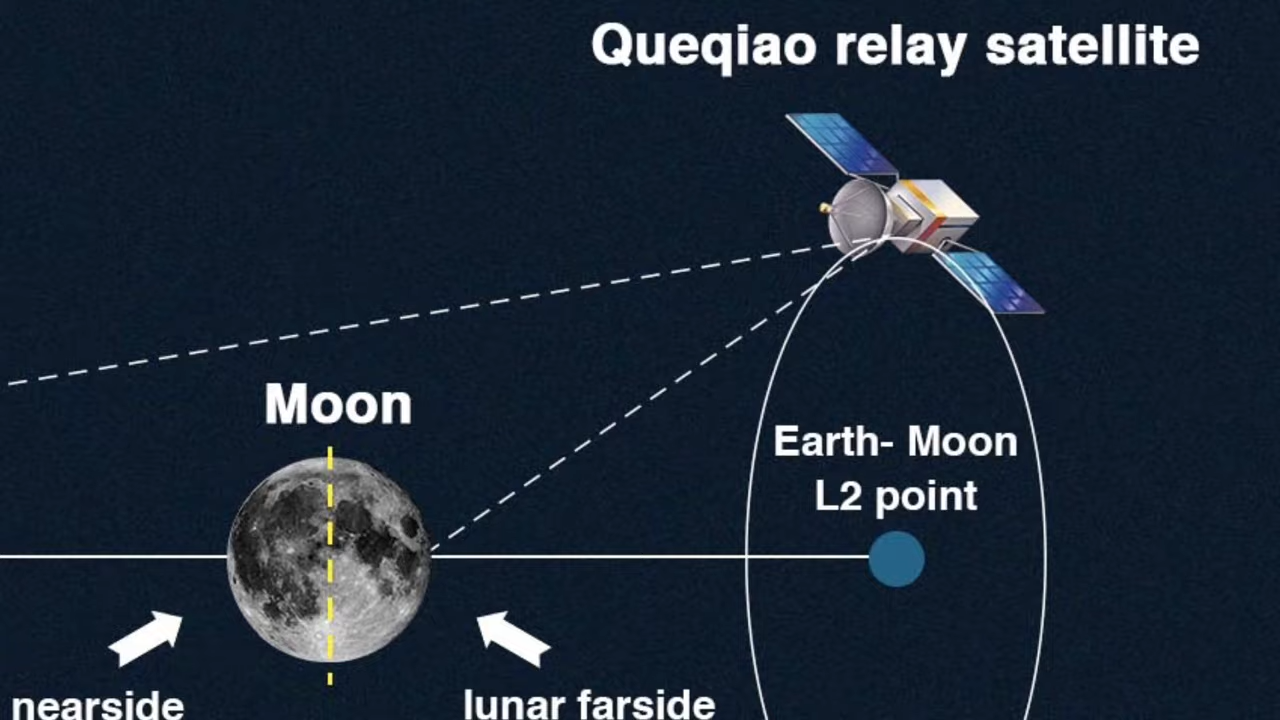 Queqiao relay satellite
Moon
Earth- Moon
L2 point
nearside
lunar farside